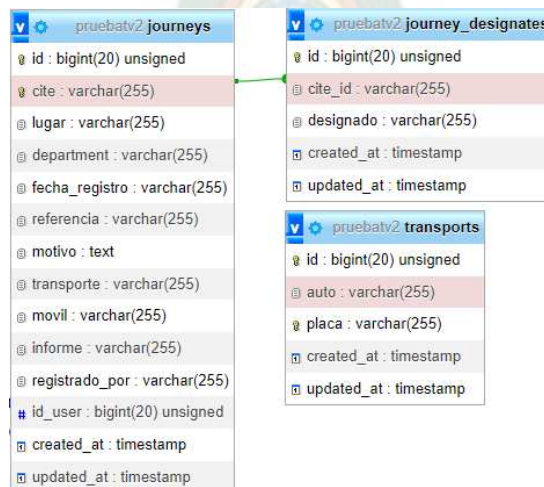 pruebatv2 journeys
id : bigint(20) unsigned
cite : varchar(255)
lugar : varchar(255)
department : varchar(255)
fecha_registro : varchar(255)
referencia : varchar(255)
motivo : text
transporte : varchar(255)
movil : varchar(255)
informe : varchar(255)
registrado_por : varchar(255)
# id_user : bigint(20) unsigned
created_at : timestamp
updated_at : timestamp
pruebatv2 journey_designates
id : bigint(20) unsigned
cite_id : varchar(255)
designado : varchar(255)
created_at : timestamp
updated_at : timestamp
pruebatv2 transports
id : bigint(20) unsigned
auto : varchar(255)
placa : varchar(255)
created_at : timestamp
updated_at : timestamp